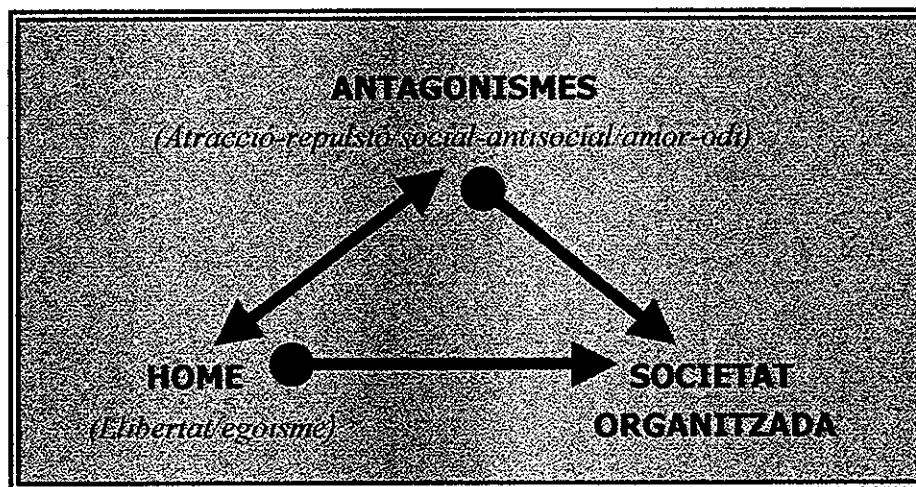 ANTAGONISMES
(Atracció-repulsió/social-antisocial/amor-odi)
HOME
SOCIETAT
(Llibertat/egoisme)
ORGANITZADA